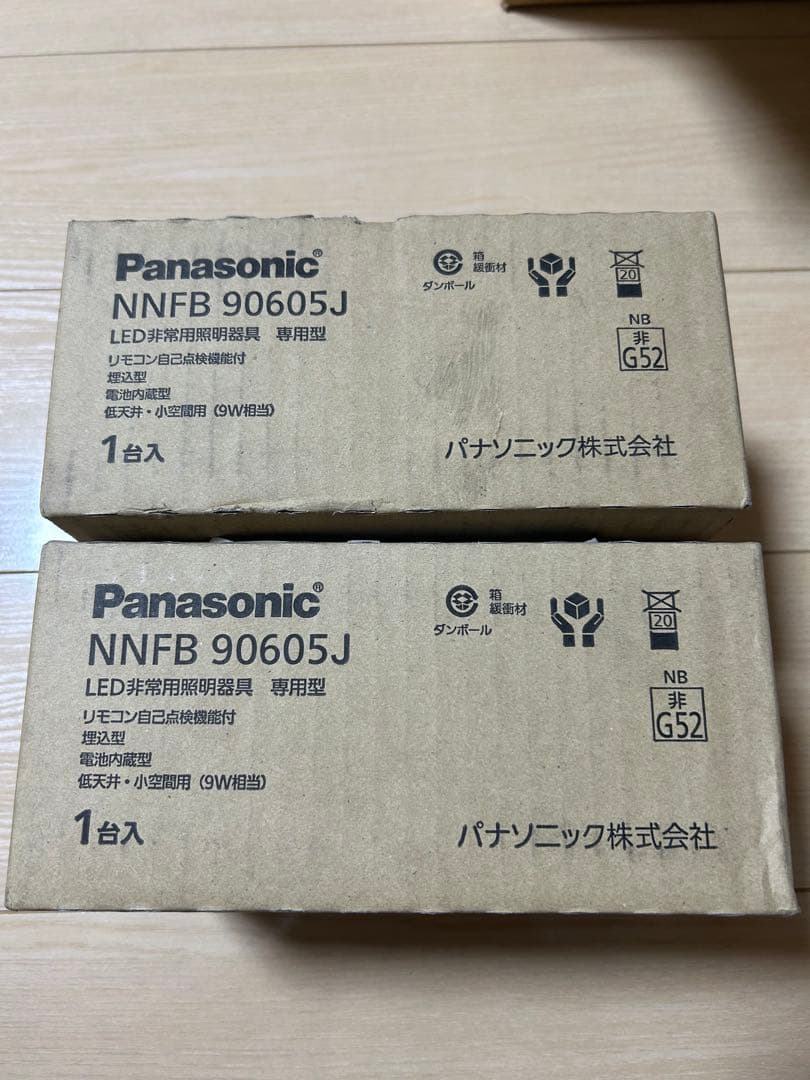 Panasonic®
NNFB 90605J
LED非常用照明器具 専用型
リモコン自己点検機能付
埋込型
電池内蔵型
低天井・小空間用（9W相当）
1台入
箱
緩衝材
ダンボール
20
NB
非
G52
パナソニック株式会社
Panasonic®
NNFB 90605J
LED非常用照明器具 専用型
リモコン自己点検機能付
埋込型
電池内蔵型
低天井・小空間用（9W相当）
1台入
箱
緩衝材
ダンボール
20
NB
非
G52
パナソニック株式会社